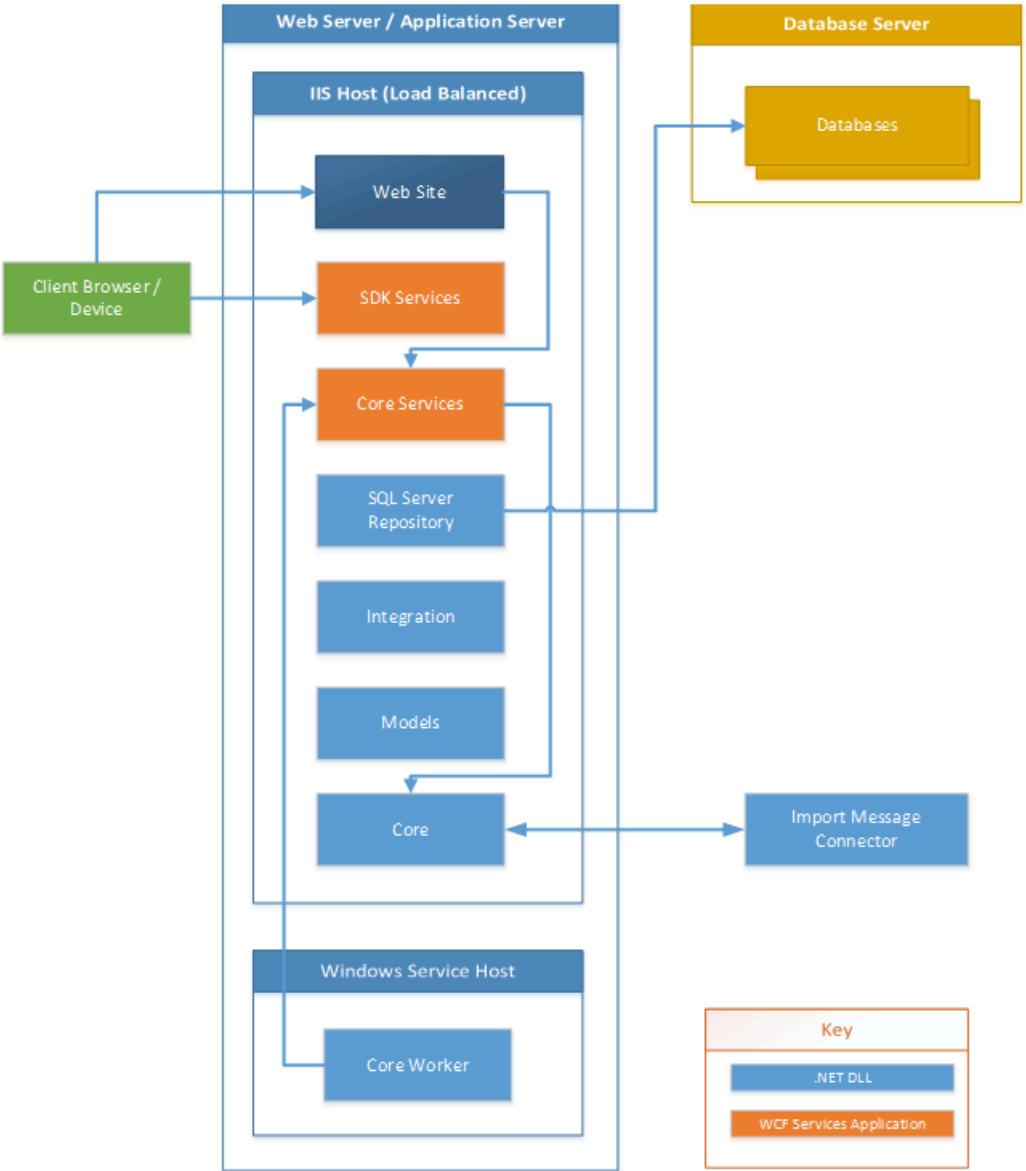 Web Server / Application Server
Database Server
IIS Host (Load Balanced)
Databases
Web Site
Client Browser /
Device
SDK Services
Core Services
SQL Server
Repository
Integration
Models
Core
Import Message
Connector
Windows Service Host
Core Worker
Key
.NET DLL
WCF Services Application